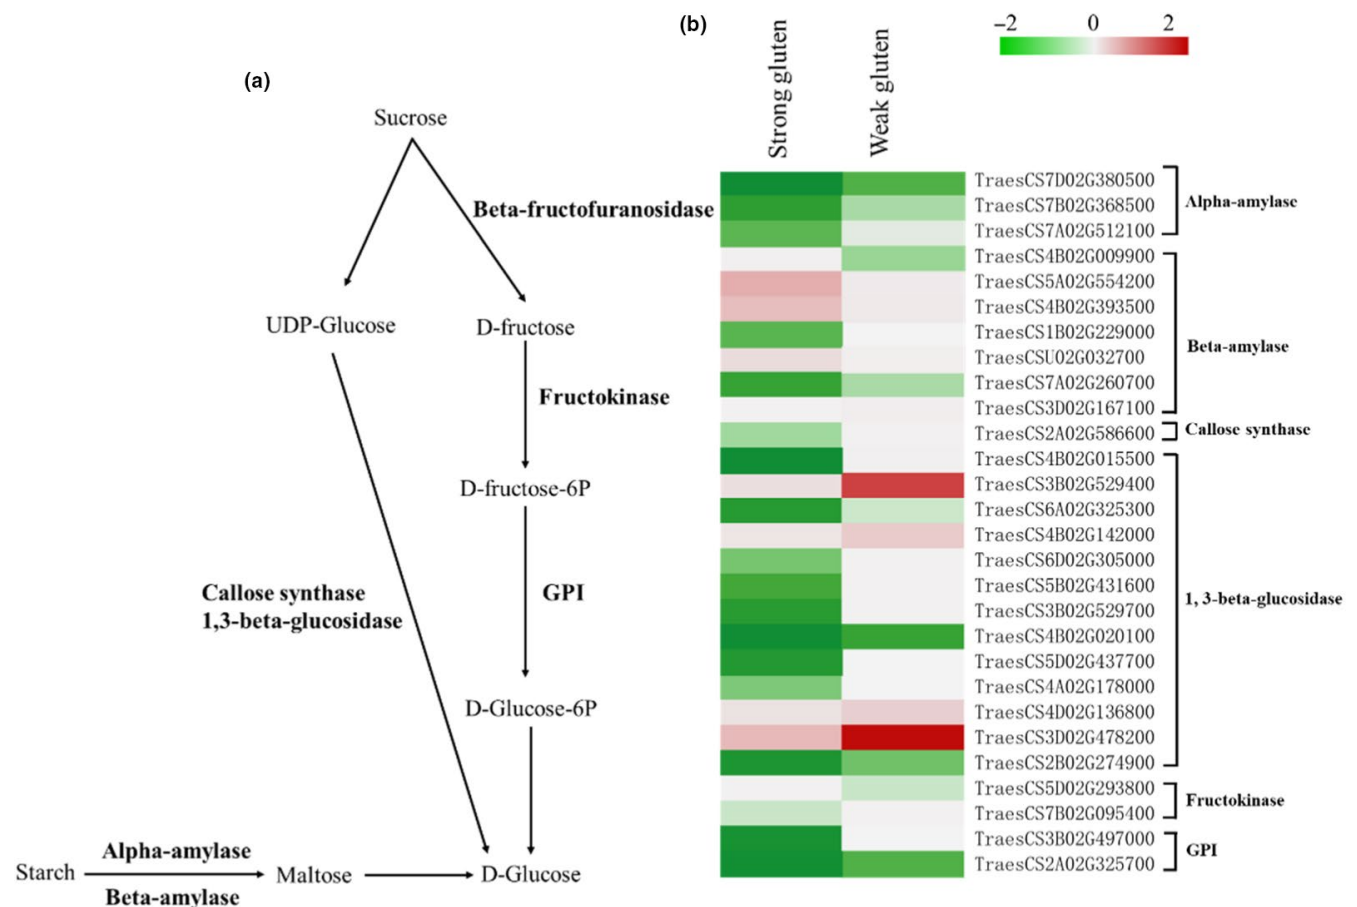 (a)
Sucrose
Beta-fructofuranosidase
UDP-Glucose
D-fructose
Fructokinase
D-fructose-6P
Callose synthase
1,3-beta-glucosidase
GPI
D-Glucose-6P
Starch
Alpha-amylase
Beta-amylase
Maltose
D-Glucose
(b)
Strong gluten
Weak gluten
−2 0 2
TraesCS7D02G380500
TraesCS7B02G368500
TraesCS7A02G512100
Alpha-amylase
TraesCS4B02G009900
TraesCS5A02G554200
TraesCS4B02G393500
TraesCS1B02G229000
TraesCSU02G032700
TraesCS7A02G260700
TraesCS3D02G167100
Beta-amylase
TraesCS2A02G586600
Callose synthase
TraesCS4B02G015500
TraesCS3B02G529400
TraesCS6A02G325300
TraesCS4B02G142000
TraesCS6D02G305000
TraesCS5B02G431600
TraesCS3B02G529700
TraesCS4B02G020100
TraesCS5D02G437700
TraesCS4A02G178000
TraesCS4D02G136800
TraesCS3D02G478200
TraesCS2B02G274900
1, 3-beta-glucosidase
TraesCS5D02G293800
TraesCS7B02G095400
Fructokinase
TraesCS3B02G497000
TraesCS2A02G325700
GPI